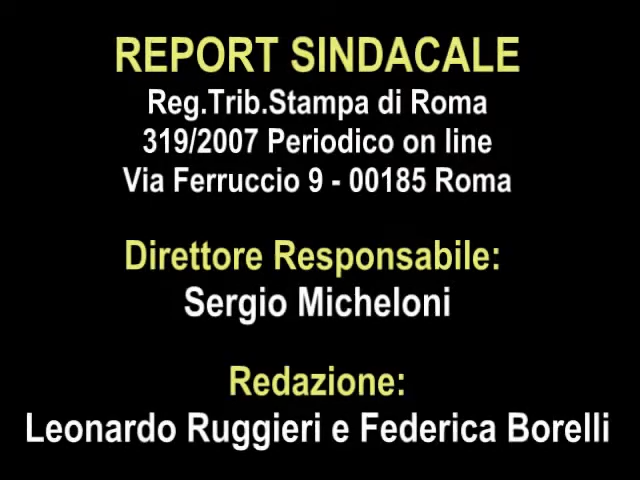 REPORT SINDACALE
Reg.Trib.Stampa di Roma
319/2007 Periodico on line
Via Ferruccio 9 - 00185 Roma
Direttore Responsabile:
Sergio Micheloni
Redazione:
Leonardo Ruggieri e Federica Borelli